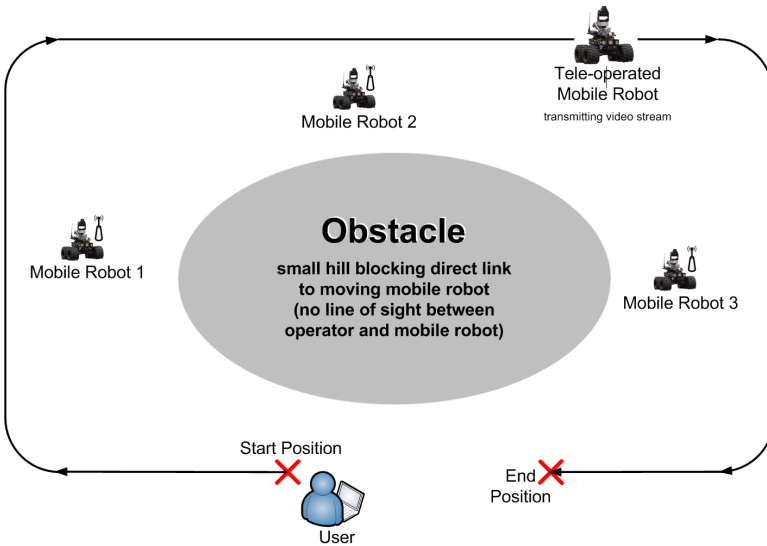 Tele-operated
Mobile Robot
transmitting video stream
Mobile Robot 2
Obstacle
small hill blocking direct link
to moving mobile robot
(no line of sight between
operator and mobile robot)
Mobile Robot 1
Mobile Robot 3
Start Position
End
Position
User